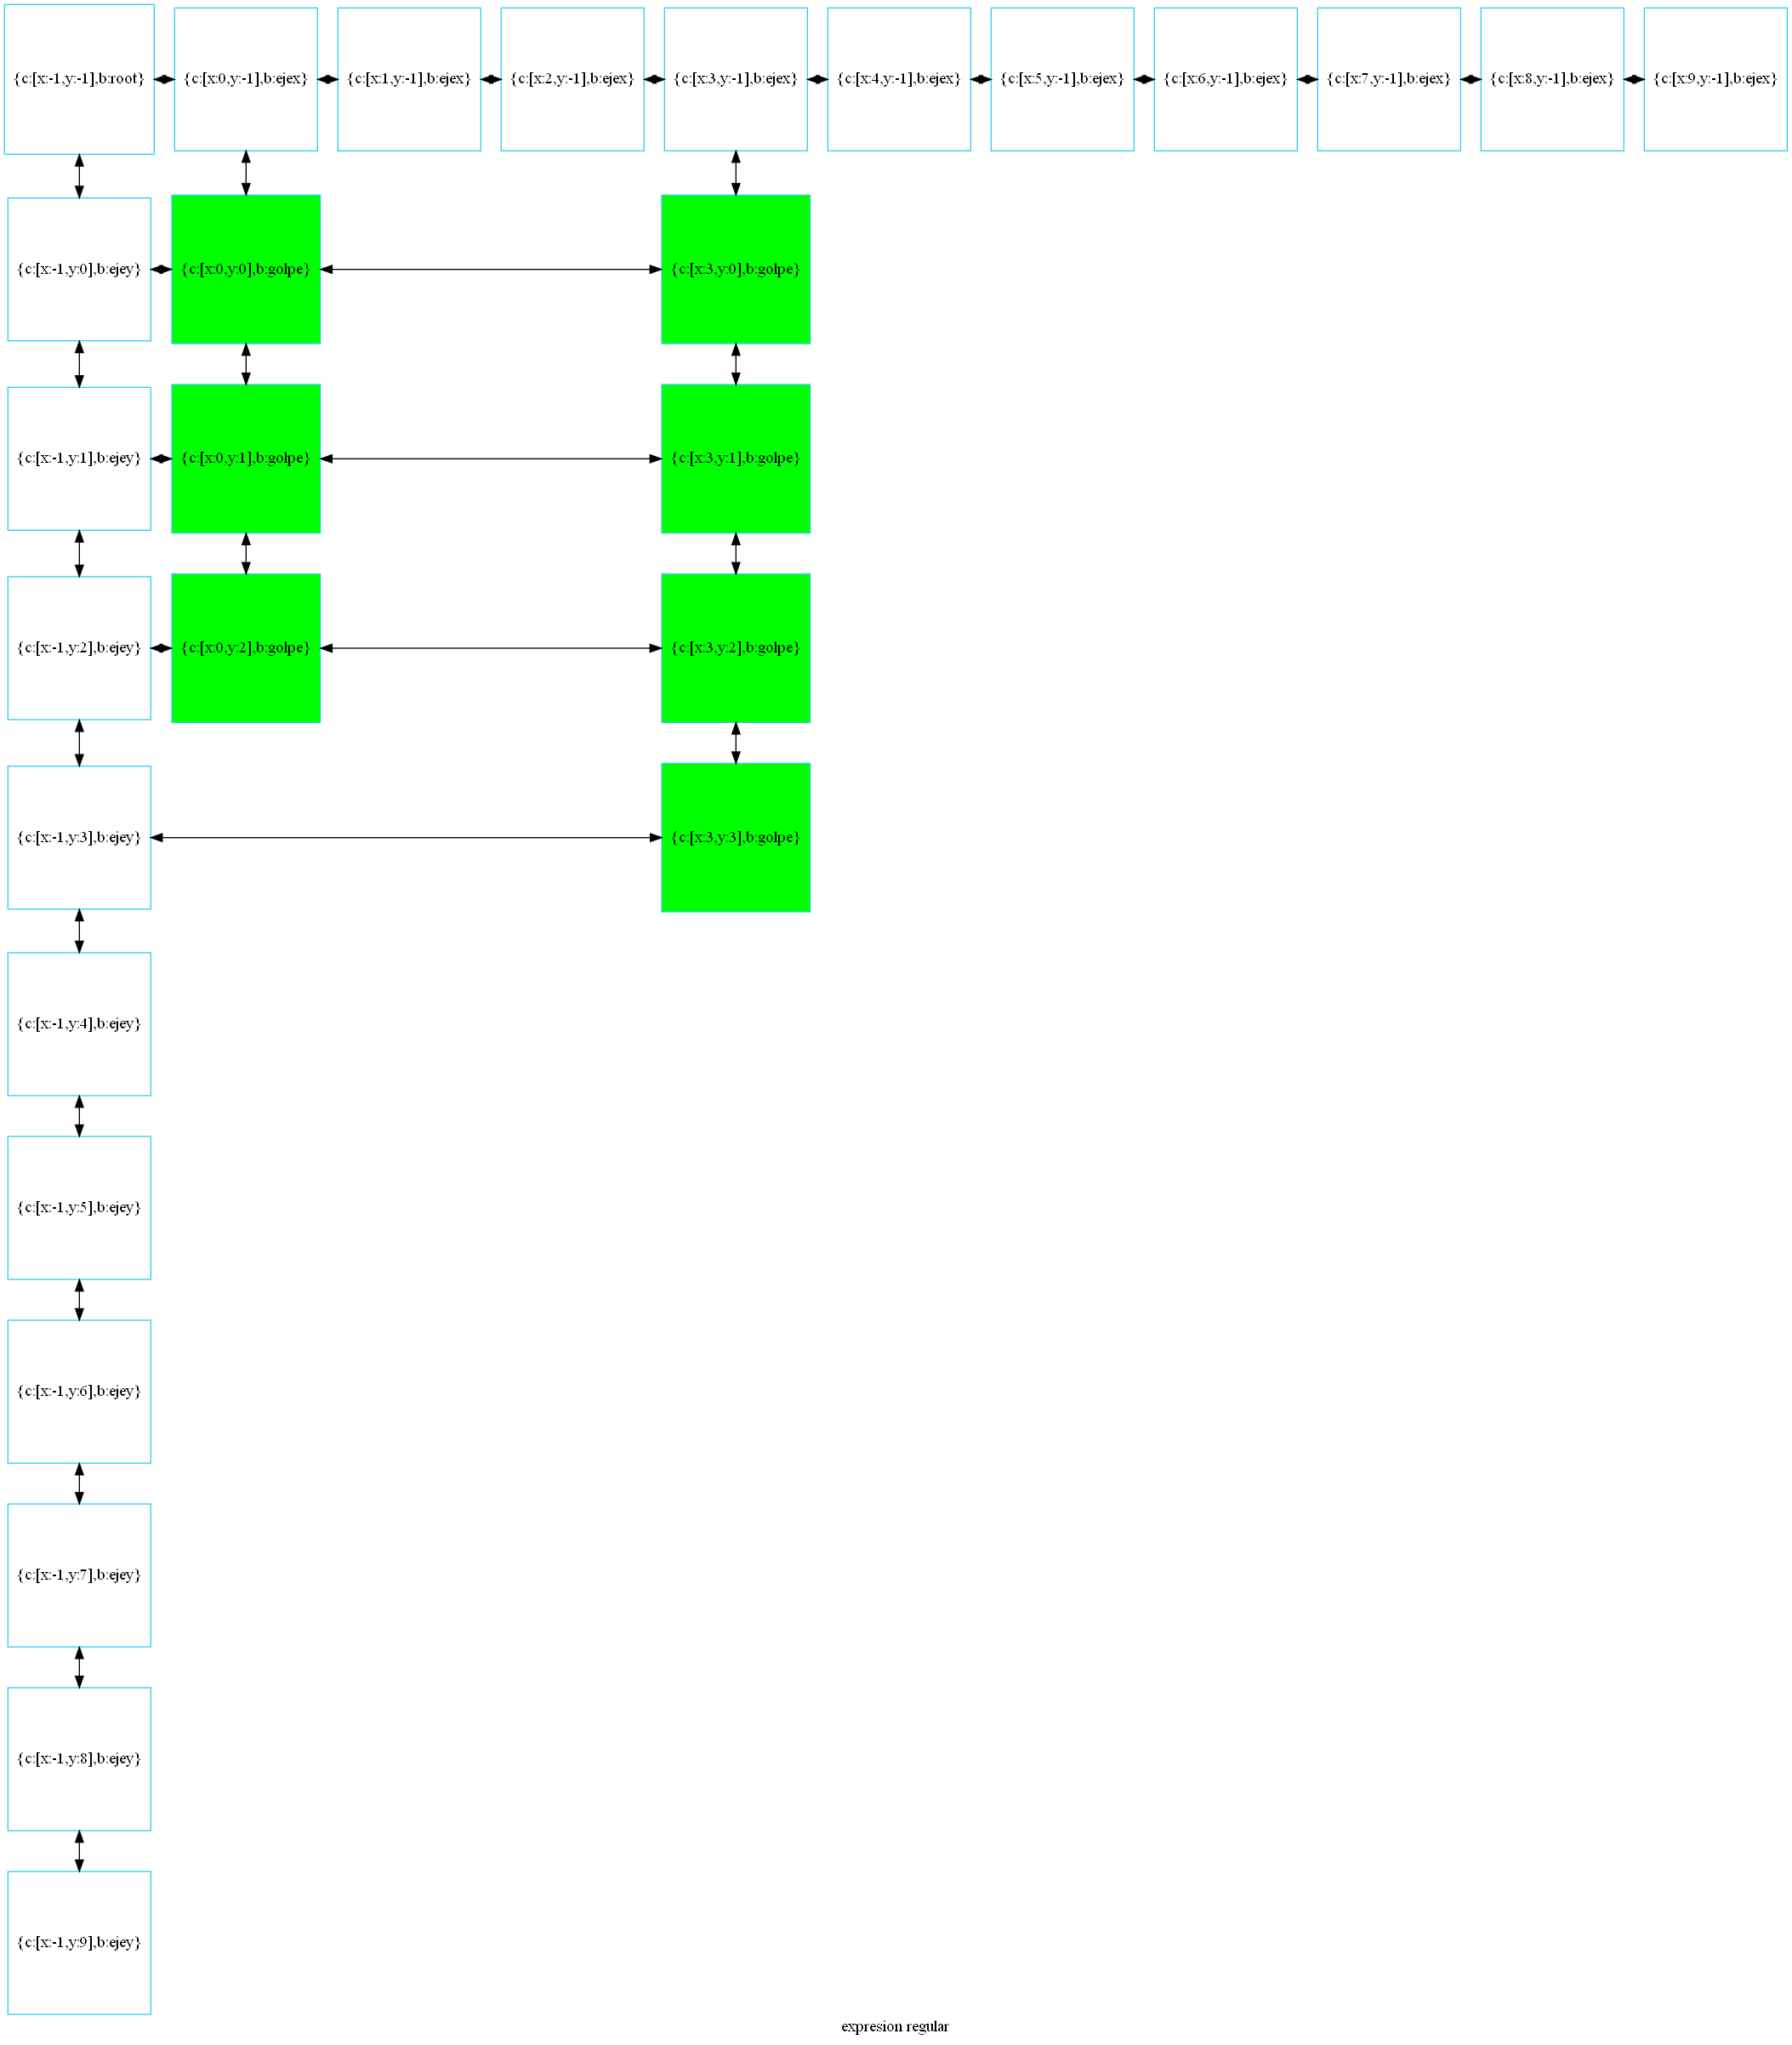 {c:[x:-1,y:-1],b:root} {c:[x:0,y:-1],b:ejex} {c:[x:1,y:-1],b:ejex} {c:[x:2,y:-1],b:ejex} {c:[x:3,y:-1],b:ejex} {c:[x:4,y:-1],b:ejex} {c:[x:5,y:-1],b:ejex} {c:[x:6,y:-1],b:ejex} {c:[x:7,y:-1],b:ejex} {c:[x:8,y:-1],b:ejex} {c:[x:9,y:-1],b:ejex}
{c:[x:-1,y:0],b:ejey} {c:[x:0,y:0],b:golpe} {c:[x:3,y:0],b:golpe}
{c:[x:-1,y:1],b:ejey} {c:[x:0,y:1],b:golpe} {c:[x:3,y:1],b:golpe}
{c:[x:-1,y:2],b:ejey} {c:[x:0,y:2],b:golpe} {c:[x:3,y:2],b:golpe}
{c:[x:-1,y:3],b:ejey} {c:[x:3,y:3],b:golpe}
{c:[x:-1,y:4],b:ejey}
{c:[x:-1,y:5],b:ejey}
{c:[x:-1,y:6],b:ejey}
{c:[x:-1,y:7],b:ejey}
{c:[x:-1,y:8],b:ejey}
{c:[x:-1,y:9],b:ejey}
expresion regular